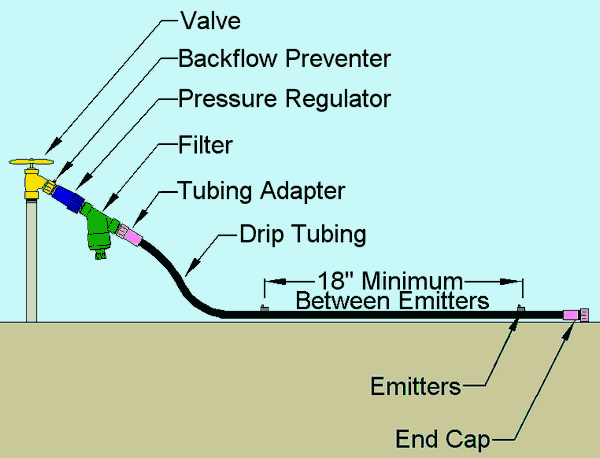 Valve
Backflow Preventer
Pressure Regulator
Filter
Tubing Adapter
Drip Tubing
18" Minimum
Between Emitters
Emitters
End Cap